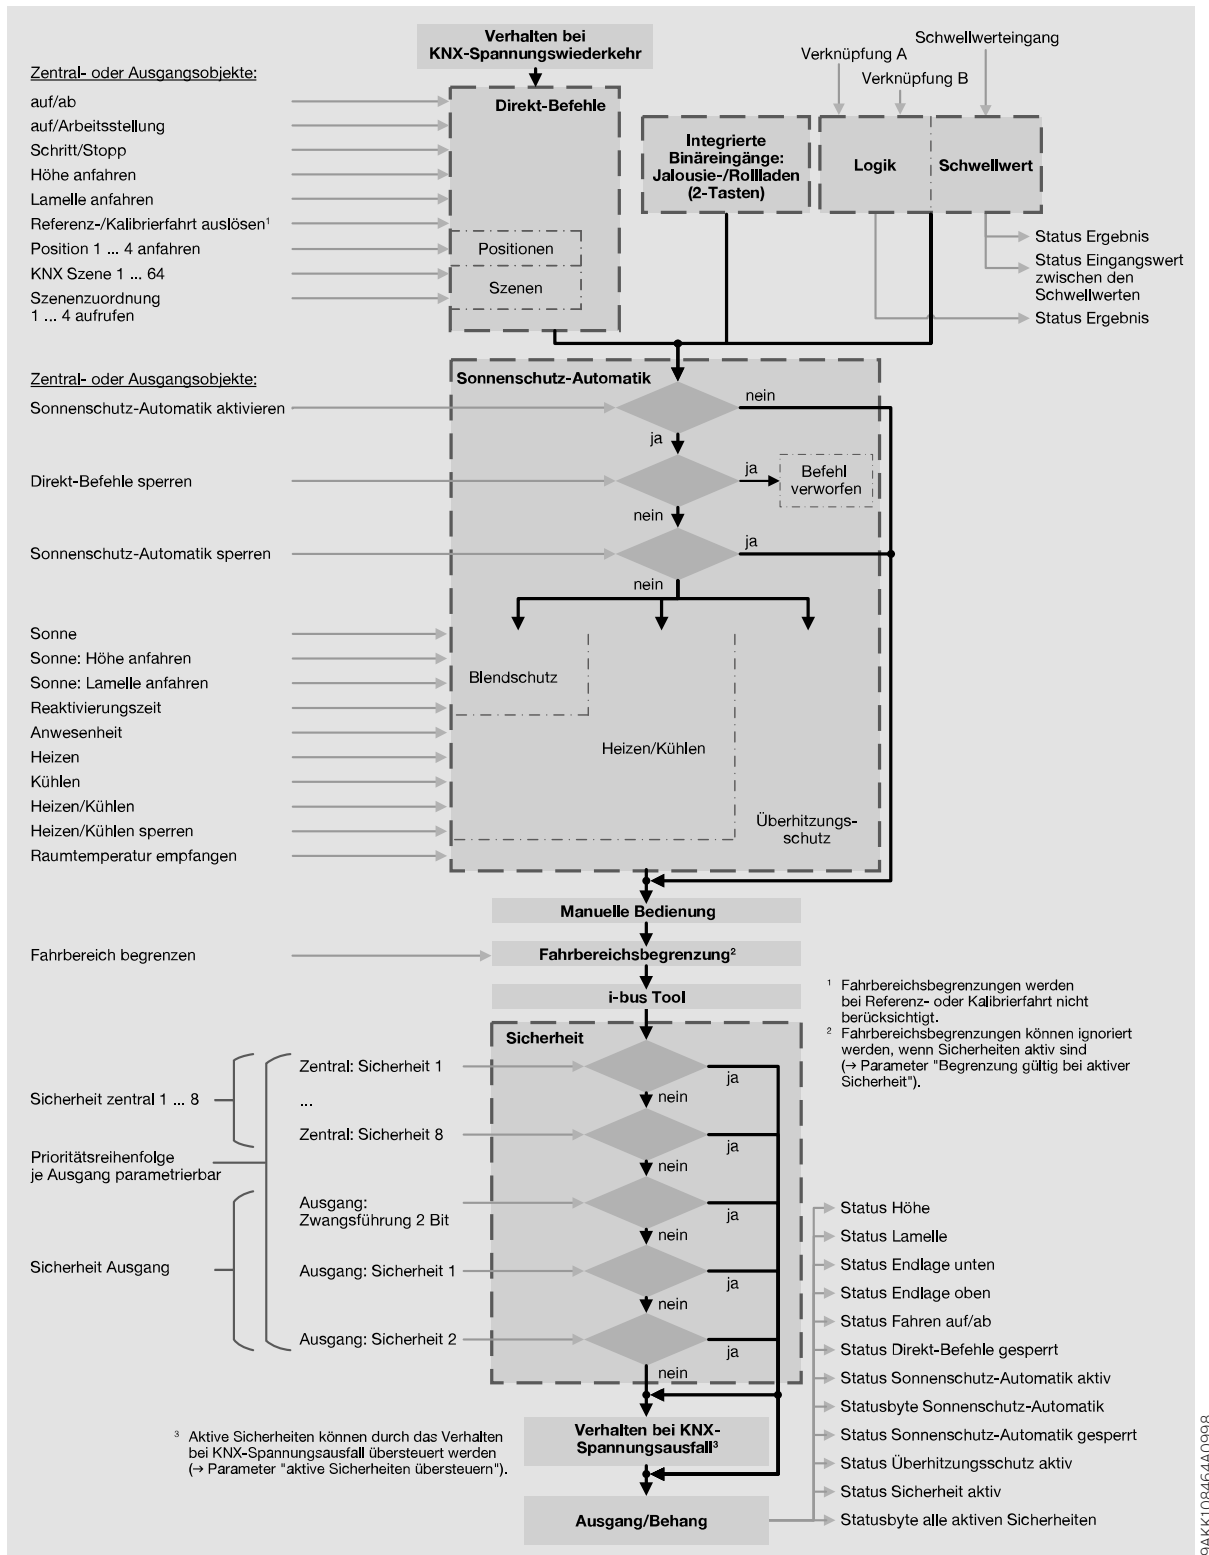 Verhalten bei
KNX-Spannungswiederkehr
Zentral- oder Ausgangsobjekte:
auf/ab
auf/Arbeitsstellung
Schritt/Stopp
Höhe anfahren
Lamelle anfahren
Referenz-/Kalibrierfahrt auslösen¹
Position 1 ... 4 anfahren
KNX Szene 1 ... 64
Szenenzuordnung
1 ... 4 aufrufen
Direkt-Befehle
Positionen
Szenen
Integrierte
Binäreingänge:
Jalousie-/Rollladen
(2-Tasten)
Schwellwerteingang
Verknüpfung A
Verknüpfung B
Logik
Schwellwert
Status Ergebnis
Status Eingangswert
zwischen den
Schwellwerten
Status Ergebnis
Zentral- oder Ausgangsobjekte:
Sonnenschutz-Automatik
Sonnenschutz-Automatik aktivieren
nein
ja
Direkt-Befehle sperren
ja
Befehl
verworfen
nein
Sonnenschutz-Automatik sperren
ja
nein
Sonne
Sonne: Höhe anfahren
Sonne: Lamelle anfahren
Reaktivierungszeit
Anwesenheit
Heizen
Kühlen
Heizen/Kühlen
Heizen/Kühlen sperren
Raumtemperatur empfangen
Blendschutz
Heizen/Kühlen
Überhitzungs-
schutz
Manuelle Bedienung
Fahrbereich begrenzen
Fahrbereichsbegrenzung²
i-bus Tool
¹ Fahrbereichsbegrenzungen werden
bei Referenz- oder Kalibrierfahrt nicht
berücksichtigt.
² Fahrbereichsbegrenzungen können ignoriert
werden, wenn Sicherheiten aktiv sind
(→ Parameter "Begrenzung gültig bei aktiver
Sicherheit").
Sicherheit
Zentral: Sicherheit 1
ja
nein
...
Sicherheit zentral 1 ... 8
Zentral: Sicherheit 8
ja
nein
Prioritätsreihenfolge
je Ausgang parametrierbar
Ausgang:
Zwangsführung 2 Bit
ja
nein
Sicherheit Ausgang
Ausgang: Sicherheit 1
ja
nein
Ausgang: Sicherheit 2
ja
nein
Status Höhe
Status Lamelle
Status Endlage unten
Status Endlage oben
Status Fahren auf/ab
Status Direkt-Befehle gesperrt
Status Sonnenschutz-Automatik aktiv
Statusbyte Sonnenschutz-Automatik
Status Sonnenschutz-Automatik gesperrt
Status Überhitzungsschutz aktiv
Status Sicherheit aktiv
Statusbyte alle aktiven Sicherheiten
³ Aktive Sicherheiten können durch das Verhalten
bei KNX-Spannungsausfall übersteuert werden
(→ Parameter "aktive Sicherheiten übersteuern").
Verhalten bei KNX-
Spannungsausfall³
Ausgang/Behang
9AKK108464A0998